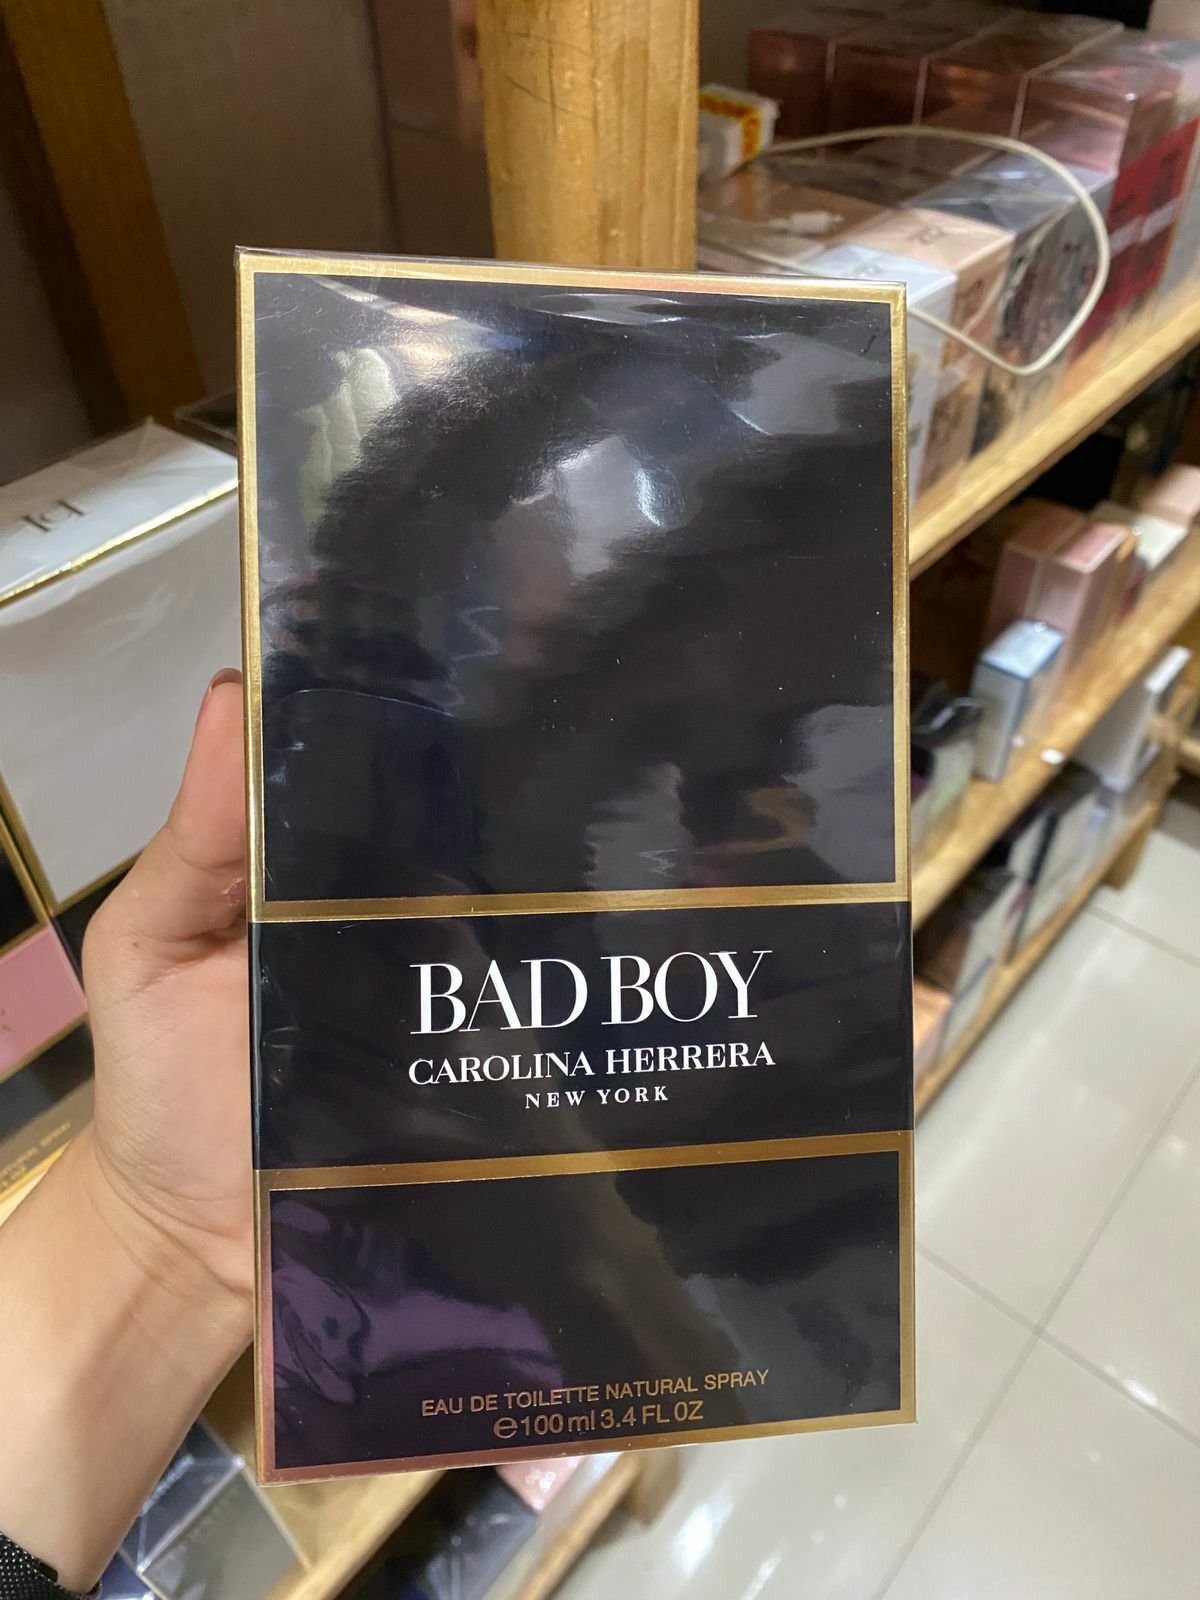 BAD BOY
CAROLINA HERRERA
NEW YORK
EAU DE TOILETTE NATURAL SPRAY
℮100 ml 3.4 FL OZ